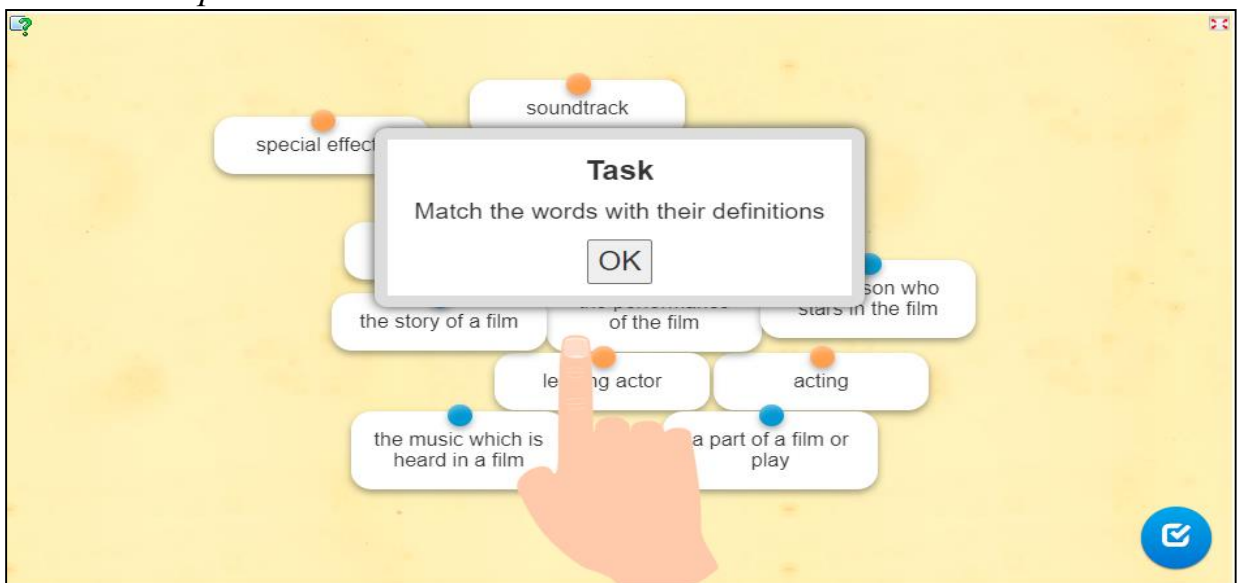 soundtrack
special effect
Task
Match the words with their definitions
OK
son who
stars in the film
the story of a film
of the film
acting
actor
the music which is
heard in a film
a part of a film or
play